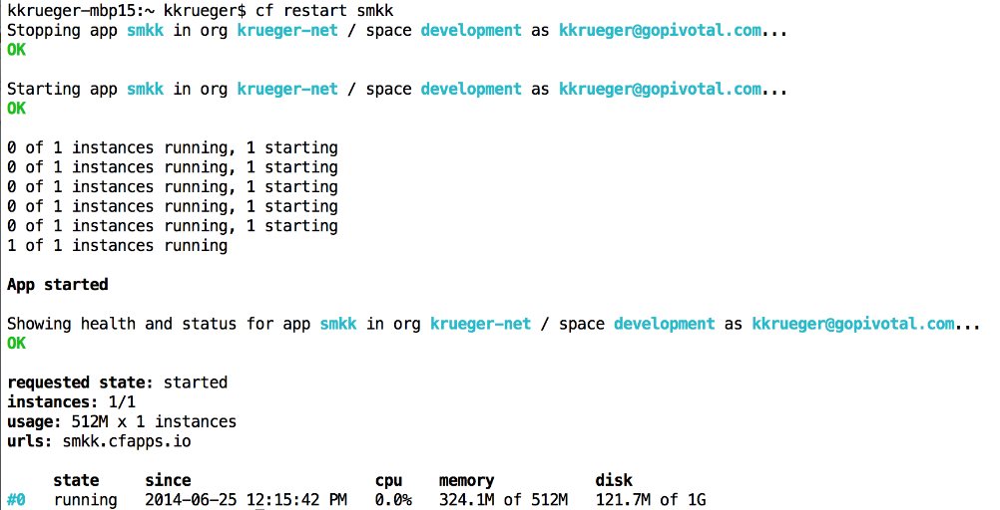 kkrueger-mbp15:~ kkrueger$ cf restart smkk
Stopping app smkk in org krueger-net / space development as kkrueger@gopivotal.com...
OK
Starting app smkk in org krueger-net / space development as kkrueger@gopivotal.com...
OK
0 of 1 instances running, 1 starting
0 of 1 instances running, 1 starting
0 of 1 instances running, 1 starting
0 of 1 instances running, 1 starting
0 of 1 instances running, 1 starting
1 of 1 instances running
App started
Showing health and status for app smkk in org krueger-net / space development as kkrueger@gopivotal.com...
OK
requested state: started
instances: 1/1
usage: 512M x 1 instances
urls: smkk.cfapps.io
state since cpu memory disk
#0 running 2014-06-25 12:15:42 PM 0.0% 324.1M of 512M 121.7M of 1G